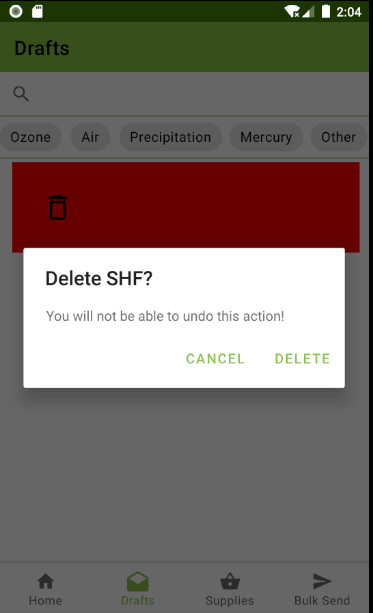 2:04
Drafts
Ozone Air Precipitation Mercury Other
Delete SHF?
You will not be able to undo this action!
CANCEL DELETE
Home Drafts Supplies Bulk Send